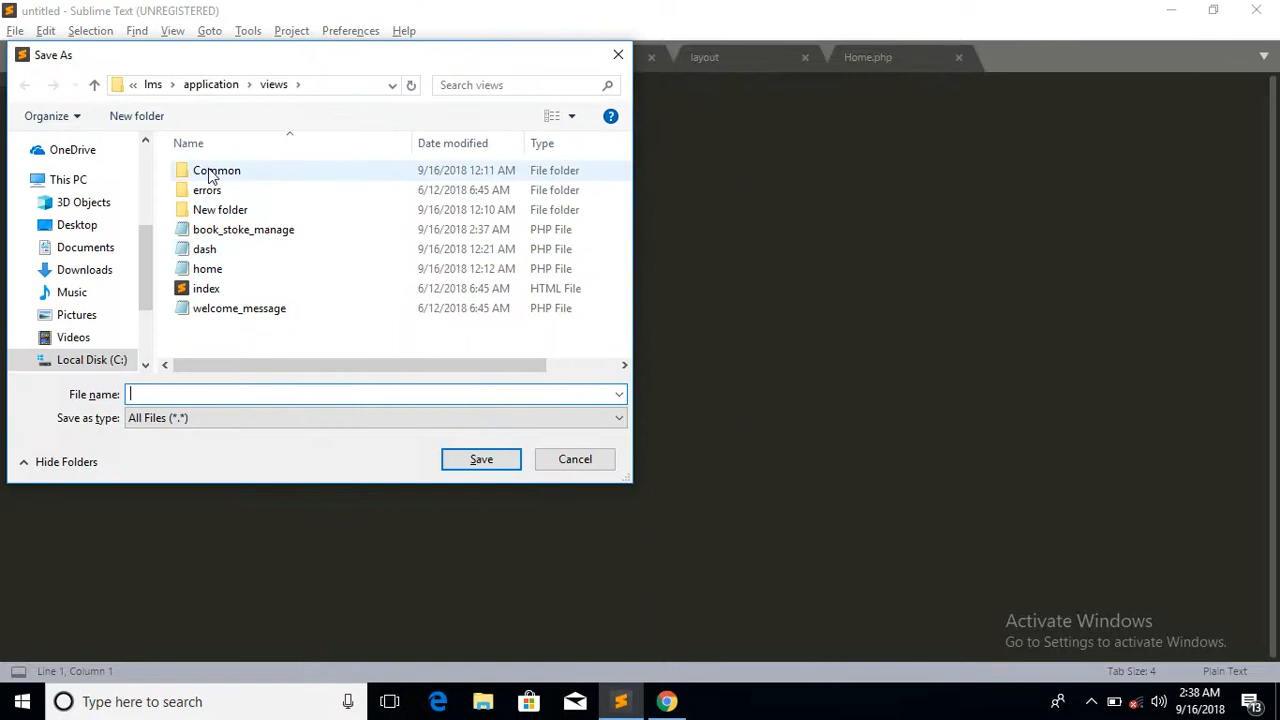 untitled - Sublime Text (UNREGISTERED)
File Edit Selection Find View Goto Tools Project Preferences Help
Save As
layout
Home.php
« lms > application > views >
Search views
Organize
New folder
Name Date modified Type
OneDrive
This PC
3D Objects
Desktop
Documents
Downloads
Music
Pictures
Videos
Local Disk (C:)
Common 9/16/2018 12:11 AM File folder
errors 6/12/2018 6:45 AM File folder
New folder 9/16/2018 12:10 AM File folder
book_stoke_manage 9/16/2018 2:37 AM PHP File
dash 9/16/2018 12:21 AM PHP File
home 9/16/2018 12:12 AM PHP File
index 6/12/2018 6:45 AM HTML File
welcome_message 6/12/2018 6:45 AM PHP File
File name:
Save as type: All Files (*.*)
Hide Folders
Save
Cancel
Activate Windows
Go to Settings to activate Windows.
Line 1, Column 1
Tab Size: 4
Plain Text
Type here to search
2:38 AM
9/16/2018
13